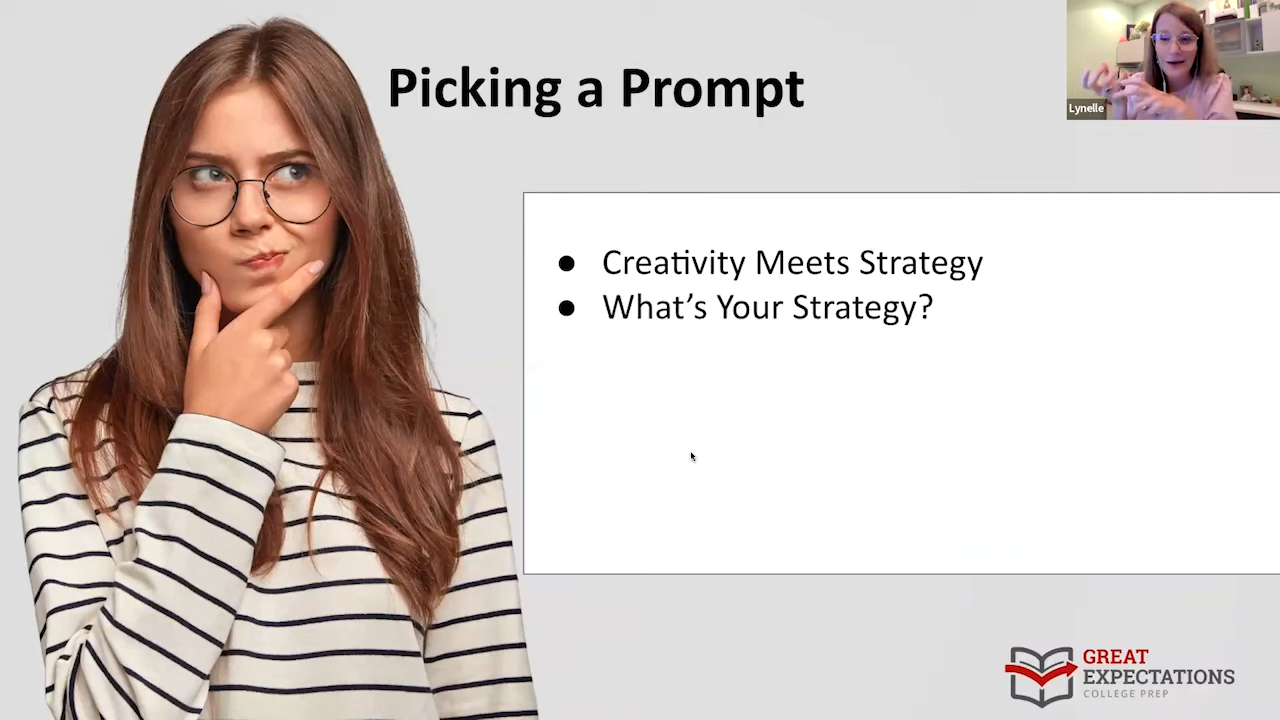 Picking a Prompt
Lynelle
● Creativity Meets Strategy
● What's Your Strategy?
GREAT
EXPECTATIONS
COLLEGE PREP